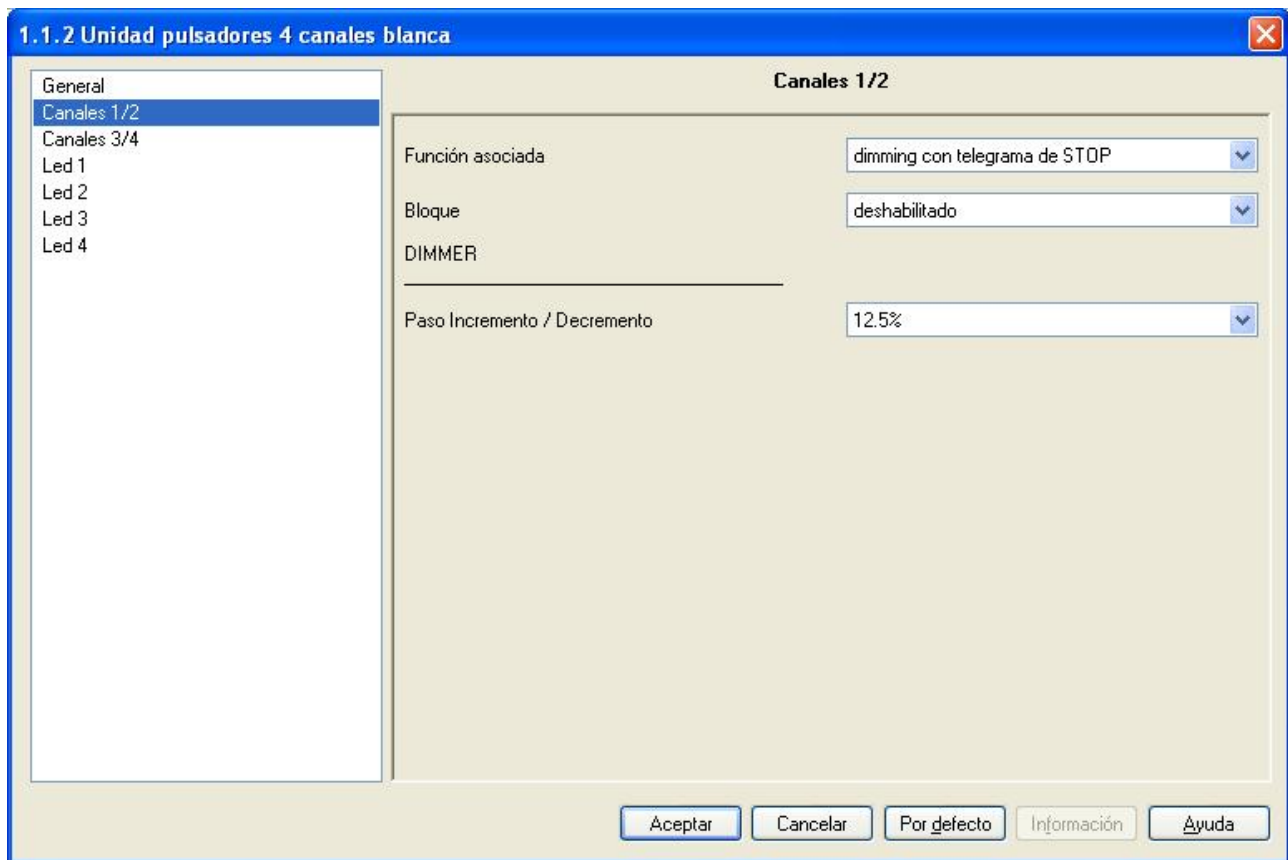 1.1.2 Unidad pulsadores 4 canales blanca
General
Canales 1/2
Canales 3/4
Led 1
Led 2
Led 3
Led 4
Canales 1/2
Función asociada
dimming con telegrama de STOP
Bloque
deshabilitado
DIMMER
Paso Incremento / Decremento
12.5%
Aceptar
Cancelar
Por defecto
Información
Ayuda